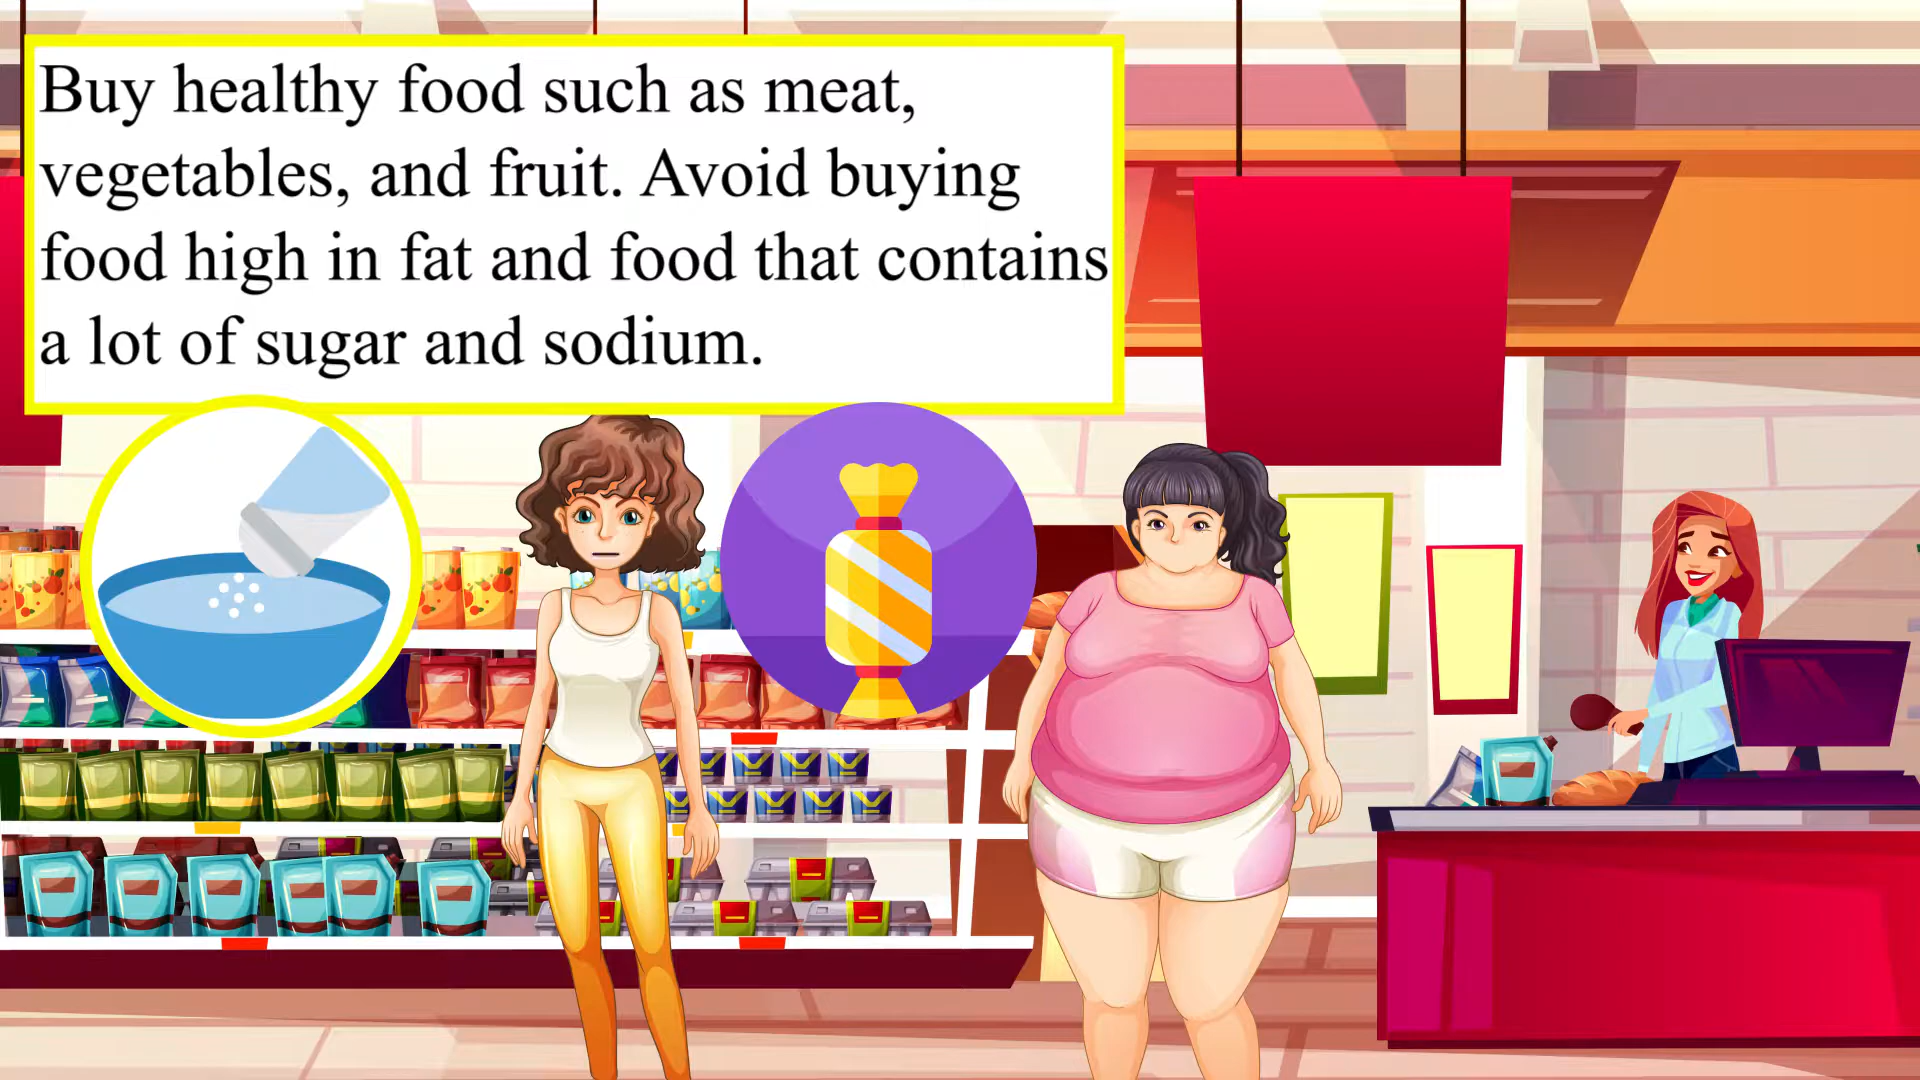 Buy healthy food such as meat,
vegetables, and fruit. Avoid buying
food high in fat and food that contains
a lot of sugar and sodium.